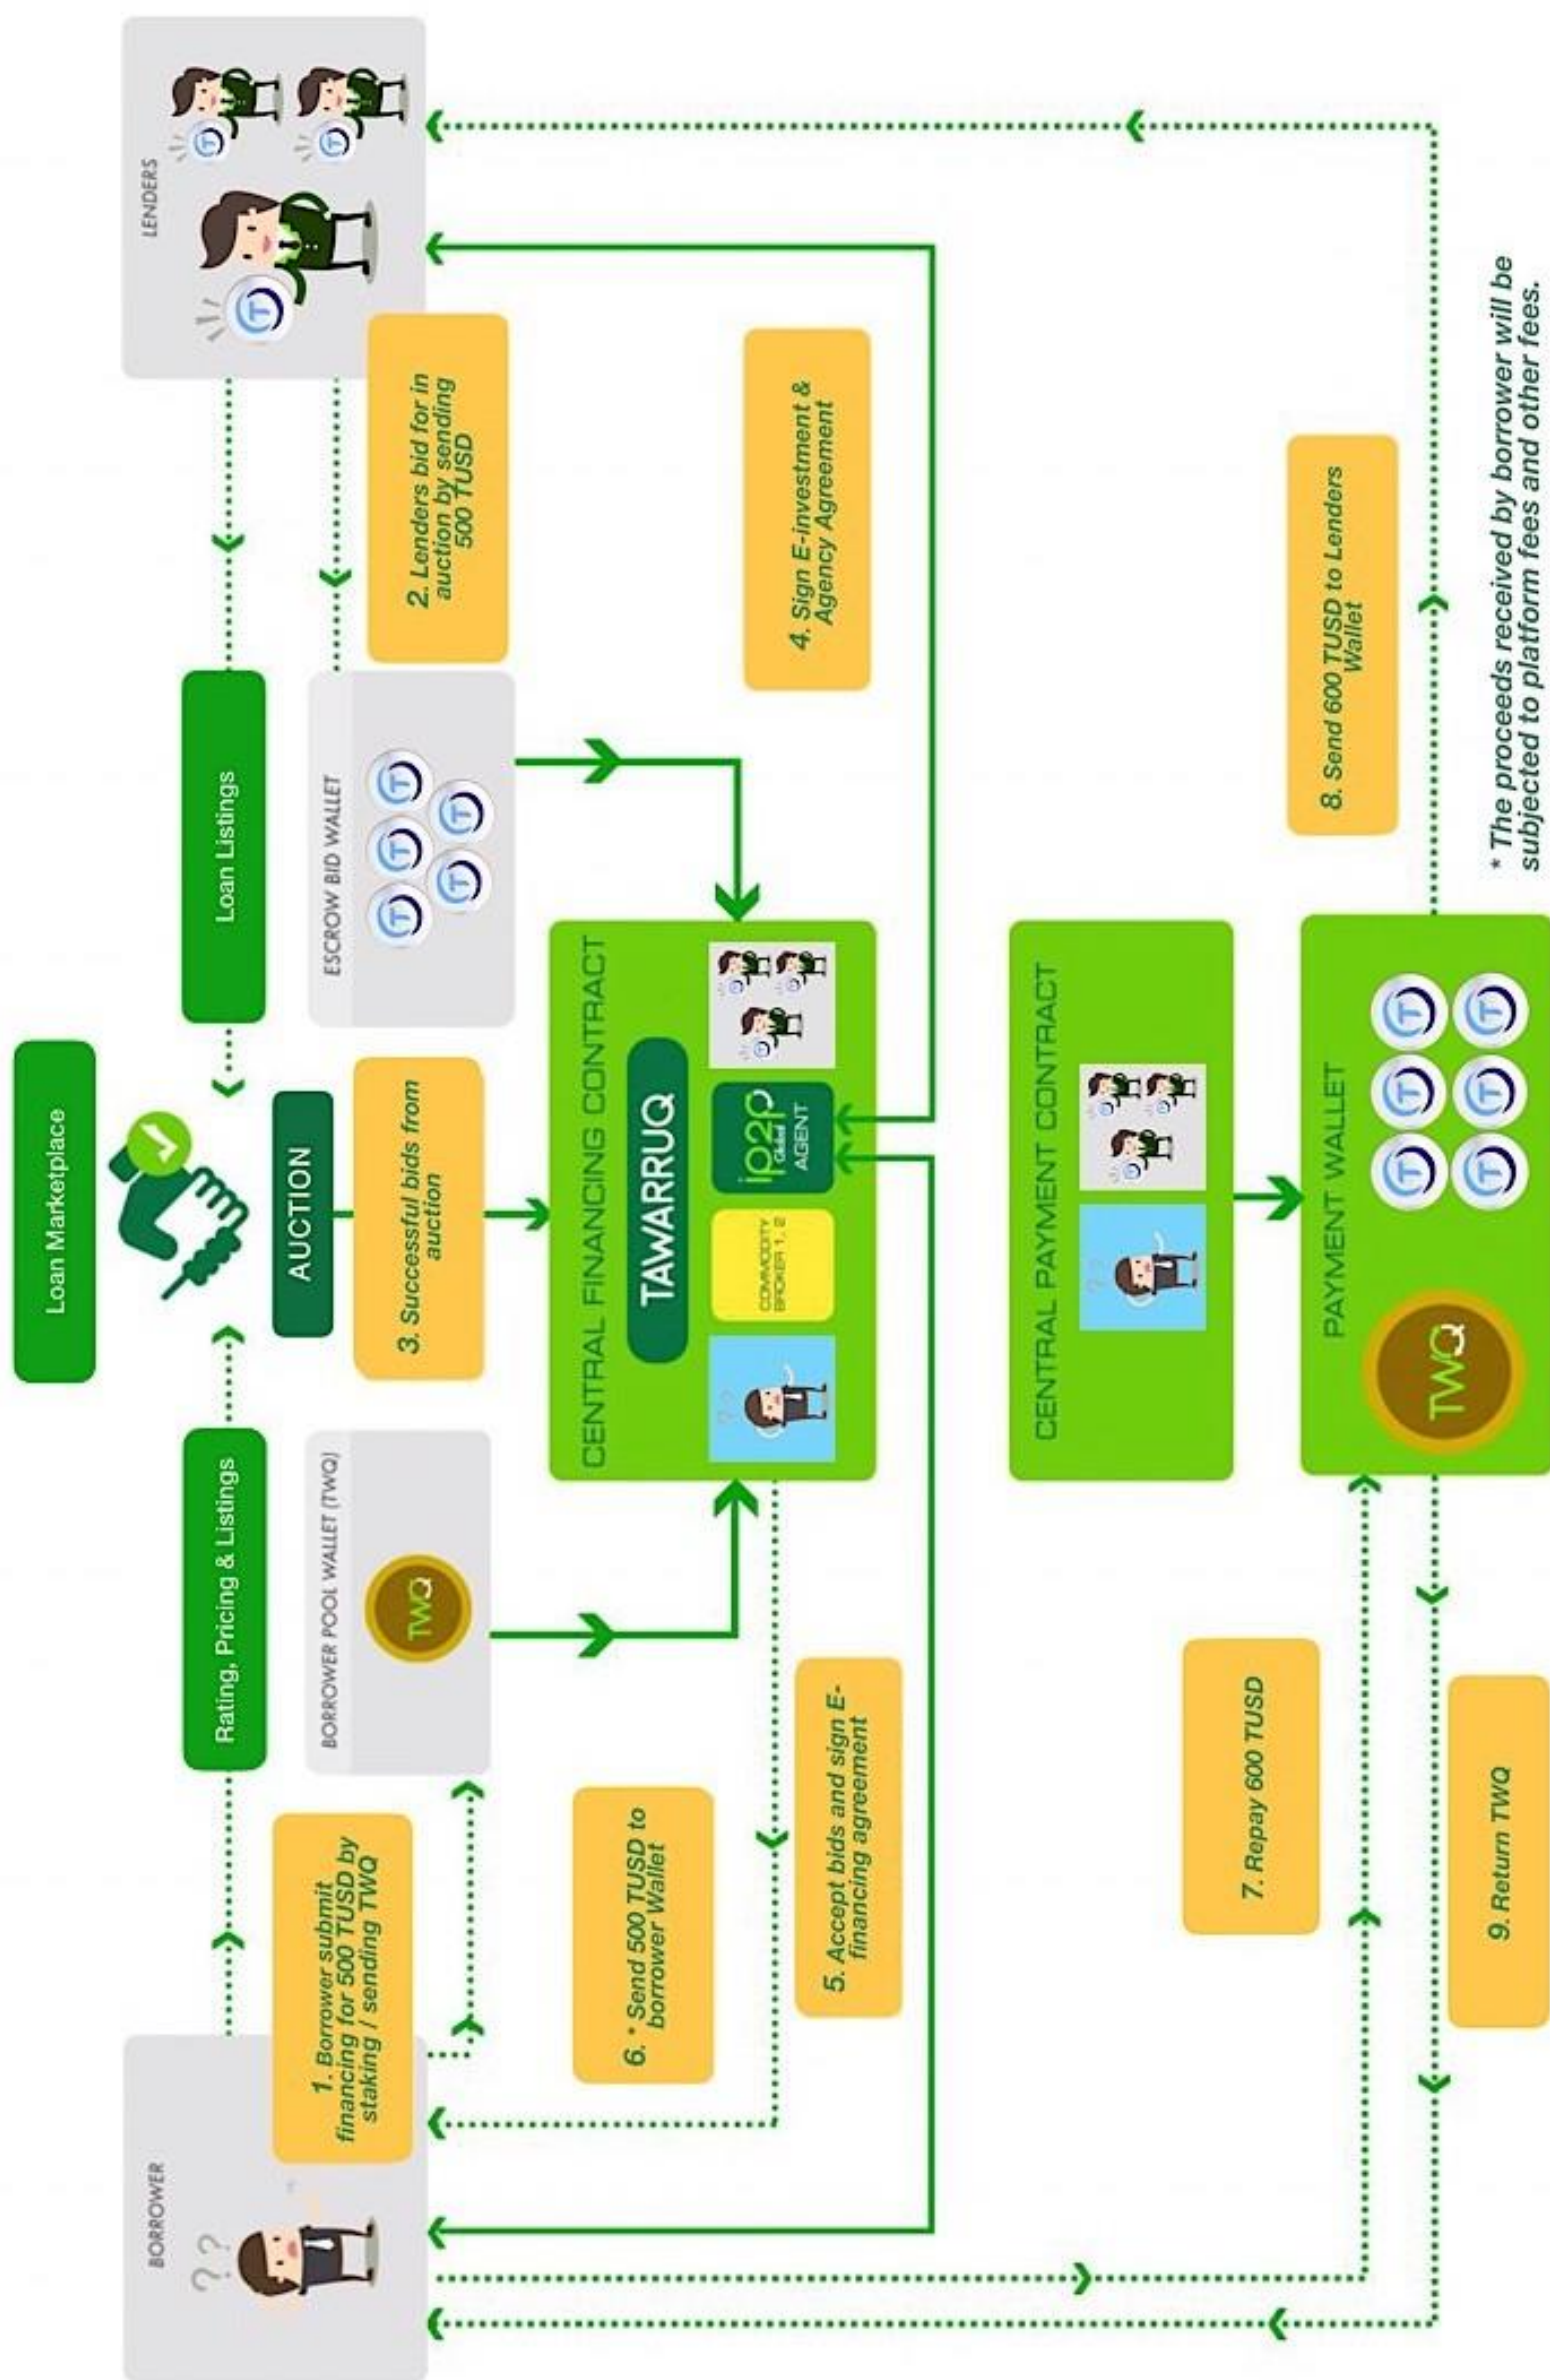 Loan Marketplace
BORROWER
Rating, Pricing & Listings
Loan Listings
LENDERS
1. Borrower submit
financing for 500 TUSD by
staking / sending TWQ
BORROWER POOL WALLET (TWQ)
TWQ
AUCTION
ESCROW BID WALLET
T
T
T
T
T
2. Lenders bid for in
auction by sending
500 TUSD
T
T
T
3. Successful bids from
auction
6. * Send 500 TUSD to
borrower Wallet
CENTRAL FINANCING CONTRACT
TAWARRUQ
COMMODITY
BROKER 1, 2
ip2p
Global
AGENT
4. Sign E-investment &
Agency Agreement
5. Accept bids and sign E-
financing agreement
CENTRAL PAYMENT CONTRACT
7. Repay 600 TUSD
PAYMENT WALLET
TWQ
T
T
T
T
T
T
8. Send 600 TUSD to Lenders
Wallet
9. Return TWQ
* The proceeds received by borrower will be
subjected to platform fees and other fees.